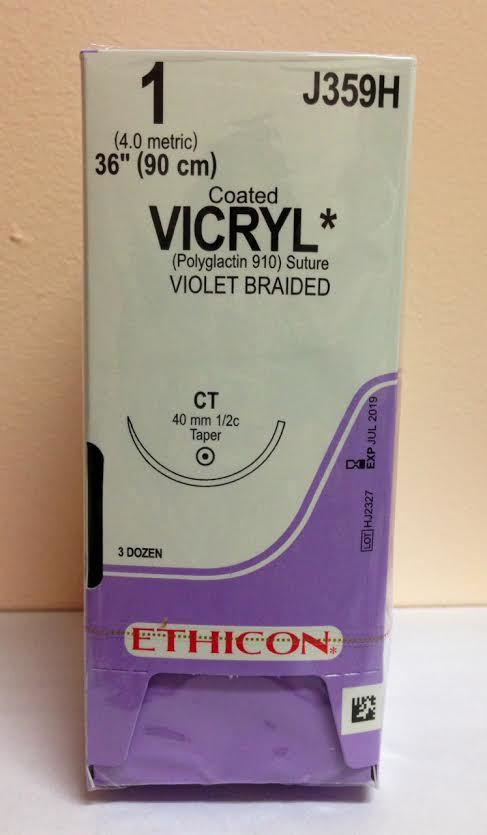 1
J359H
(4.0 metric)
36" (90 cm)
Coated
VICRYL*
(Polyglactin 910) Suture
VIOLET BRAIDED
CT
40 mm 1/2c
Taper
EXP JUL 2019
LOT HJ2327
3 DOZEN
ETHICON*